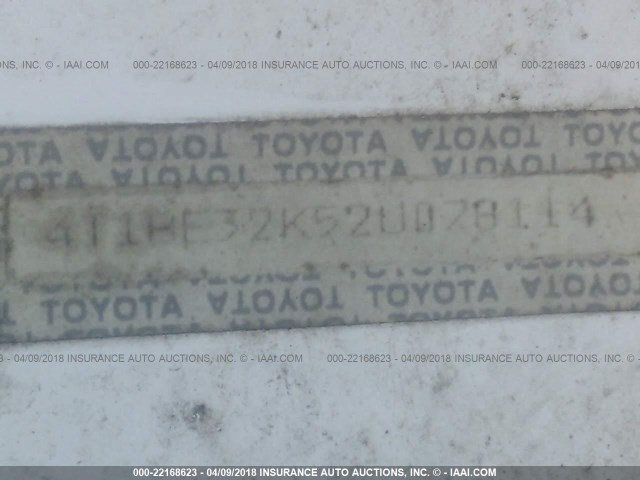 NS, INC. © - IAAI.COM 000-22168623 - 04/09/2018 INSURANCE AUTO AUCTIONS, INC. © - IAAI.COM 000-22168623 - 04/09
OTA TOYOTA TOYOTA TOYOTA TOYO
TOYOTA TOYOTA TOYOTA
4T1BE32K52U078114
TOYOTA TOYOTA TOYOTA TOYOTA
3 - 04/09/2018 INSURANCE AUTO AUCTIONS, INC. © - IAAI.COM 000-22168623 - 04/09/2018 INSURANCE AUTO AUCTIONS, INC.
000-22168623 - 04/09/2018 INSURANCE AUTO AUCTIONS, INC. © - IAAI.COM